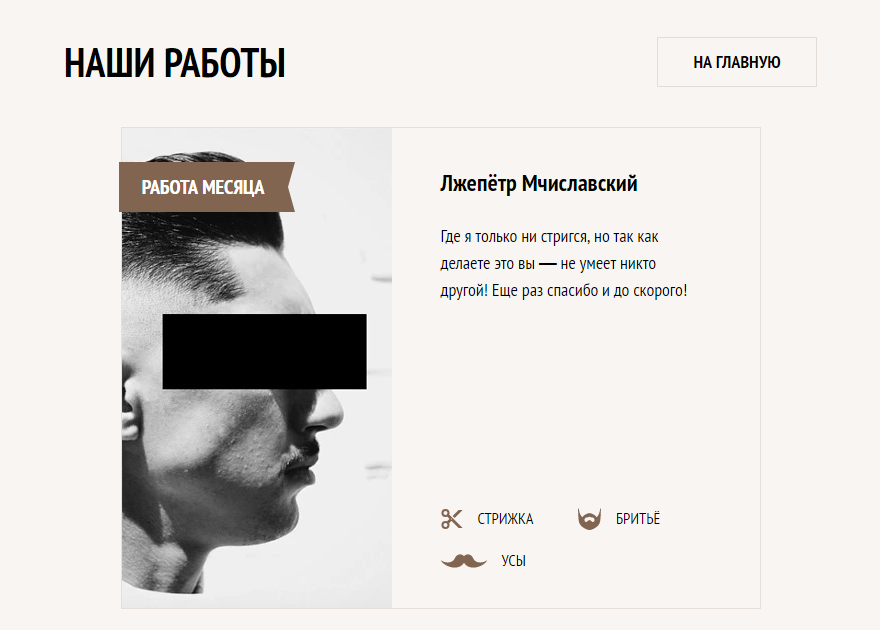 НАШИ РАБОТЫ
НА ГЛАВНУЮ
РАБОТА МЕСЯЦА
Лжепётр Мчиславский
Где я только ни стригся, но так как
делаете это вы — не умеет никто
другой! Еще раз спасибо и до скорого!
СТРИЖКА
БРИТЬЁ
УСЫ